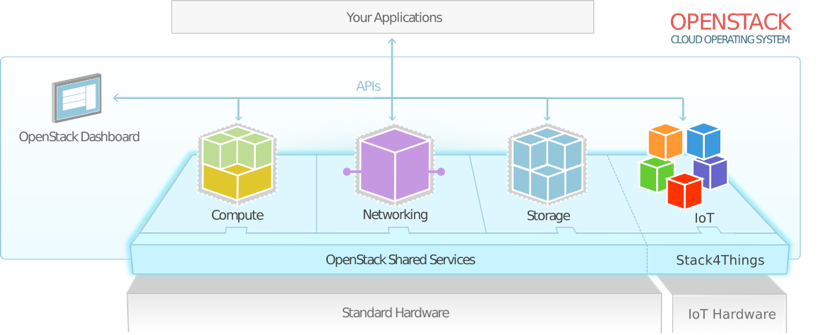 Your Applications
OPENSTACK
CLOUD OPERATING SYSTEM
APIs
OpenStack Dashboard
Compute
Networking
Storage
IoT
OpenStack Shared Services
Stack4Things
Standard Hardware
IoT Hardware